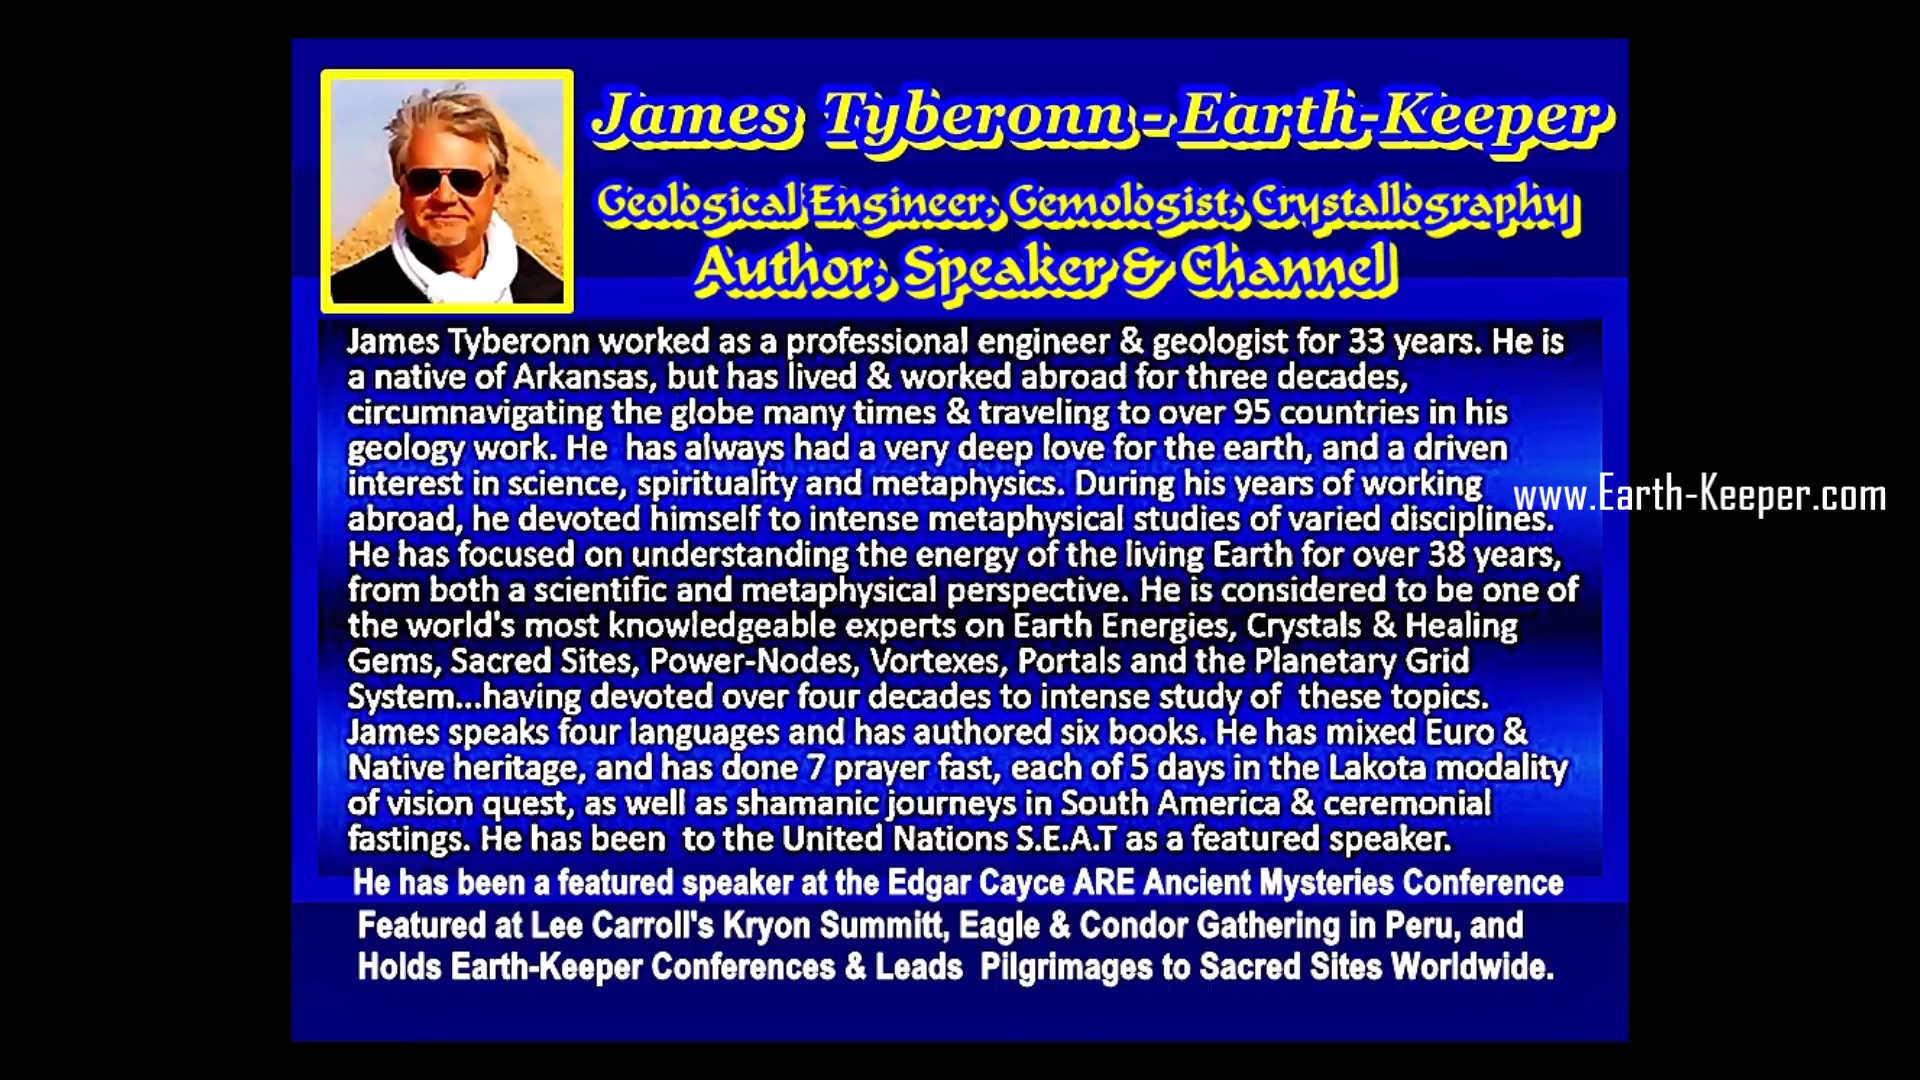 James Tyberonn - Earth-Keeper
Geological Engineer, Gemologist, Crystallography
Author, Speaker & Channel
James Tyberonn worked as a professional engineer & geologist for 33 years. He is
a native of Arkansas, but has lived & worked abroad for three decades,
circumnavigating the globe many times & traveling to over 95 countries in his
geology work. He has always had a very deep love for the earth, and a driven
interest in science, spirituality and metaphysics. During his years of working
www.Earth-Keeper.com
abroad, he devoted himself to intense metaphysical studies of varied disciplines.
He has focused on understanding the energy of the living Earth for over 38 years,
from both a scientific and metaphysical perspective. He is considered to be one of
the world's most knowledgeable experts on Earth Energies, Crystals & Healing
Gems, Sacred Sites, Power-Nodes, Vortexes, Portals and the Planetary Grid
System...having devoted over four decades to intense study of these topics.
James speaks four languages and has authored six books. He has mixed Euro &
Native heritage, and has done 7 prayer fast, each of 5 days in the Lakota modality
of vision quest, as well as shamanic journeys in South America & ceremonial
fastings. He has been to the United Nations S.E.A.T as a featured speaker.
He has been a featured speaker at the Edgar Cayce ARE Ancient Mysteries Conference
Featured at Lee Carroll's Kryon Summitt, Eagle & Condor Gathering in Peru, and
Holds Earth-Keeper Conferences & Leads Pilgrimages to Sacred Sites Worldwide.